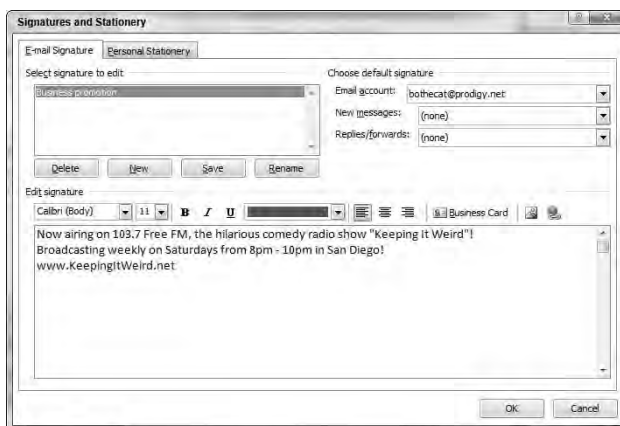 Signatures and Stationery
E-mail Signature Personal Stationery
Select signature to edit
Choose default signature
Business promotion
Email account: bothecat@prodigy.net
New messages: (none)
Replies/forwards: (none)
Delete New Save Rename
Edit signature
Calibri (Body) 11 B I U Business Card
Now airing on 103.7 Free FM, the hilarious comedy radio show "Keeping It Weird"!
Broadcasting weekly on Saturdays from 8pm - 10pm in San Diego!
www.KeepingItWeird.net
OK Cancel